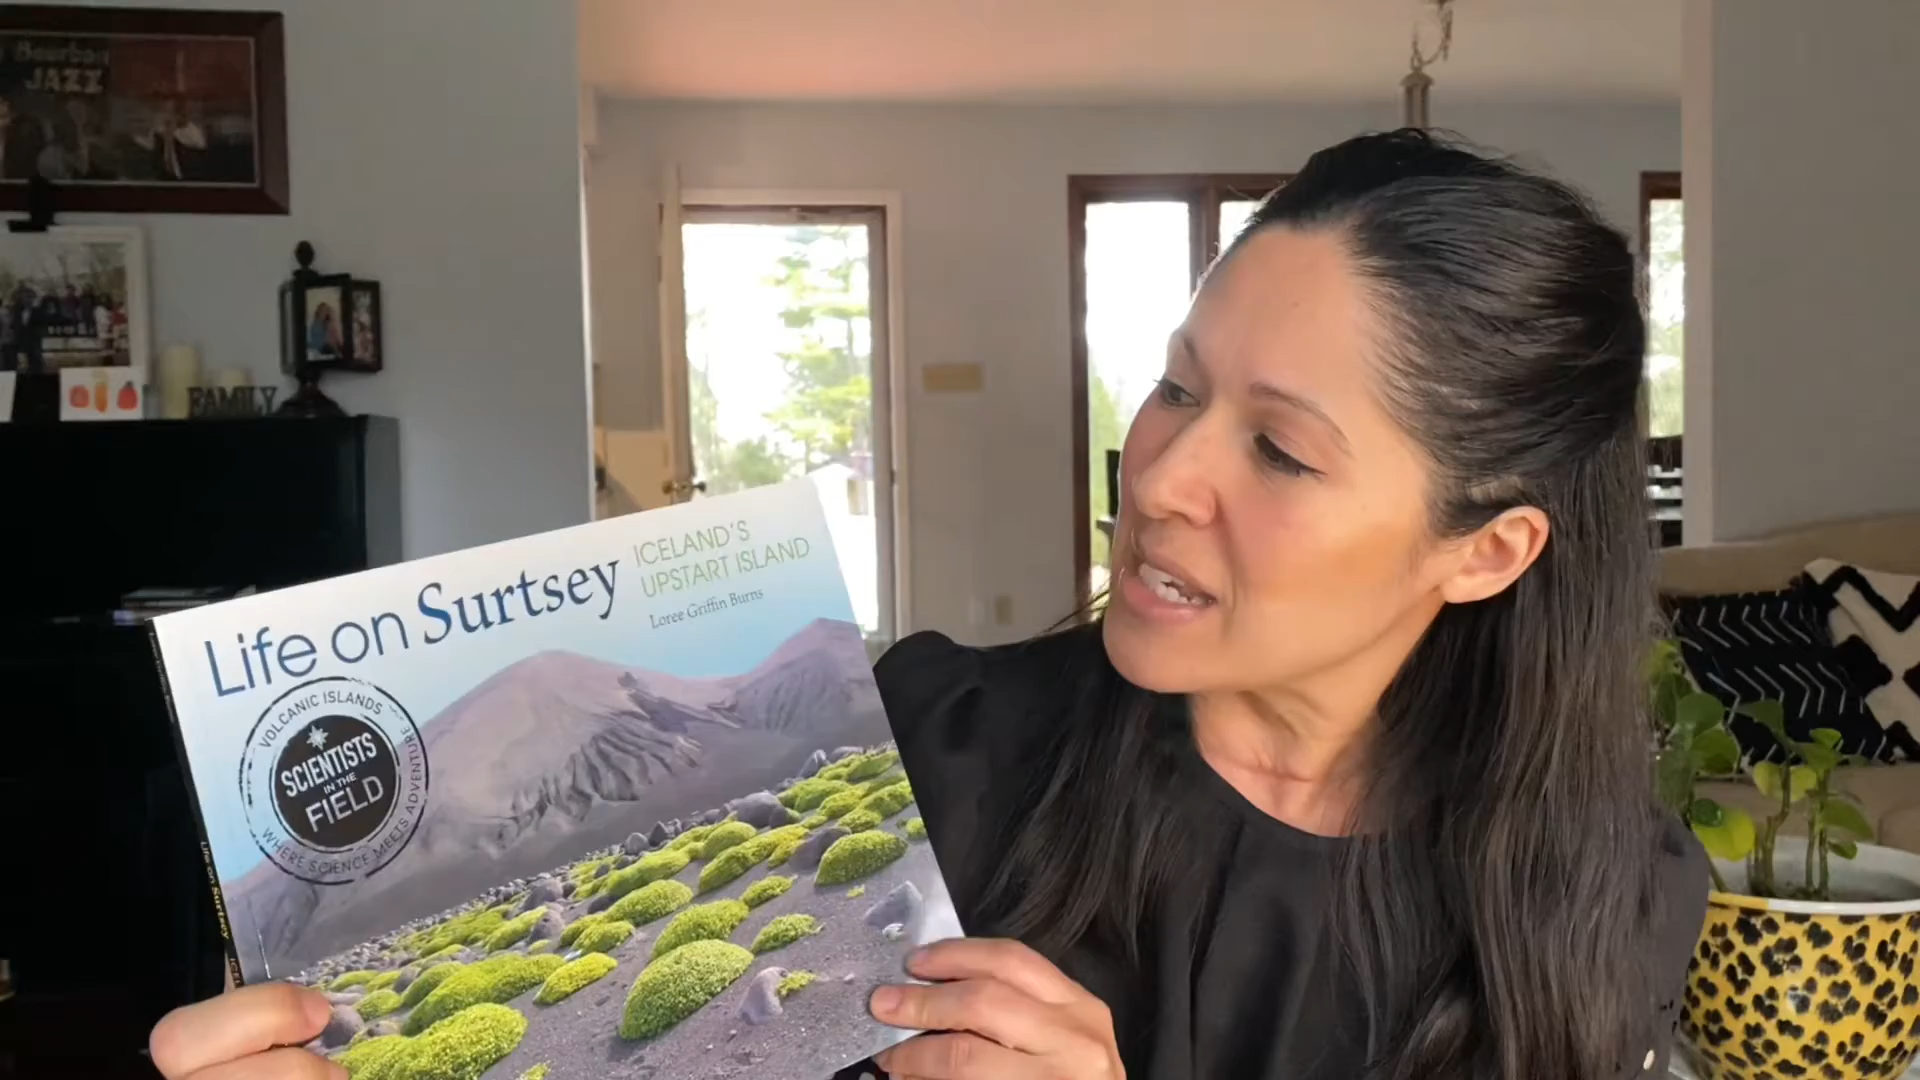 Bourbon
JAZZ
FAMILY
Life on Surtsey
ICELAND'S
UPSTART ISLAND
Loree Griffin Burns
VOLCANIC ISLANDS
SCIENTISTS
IN THE
FIELD
WHERE SCIENCE MEETS ADVENTURE
Life on Surtsey